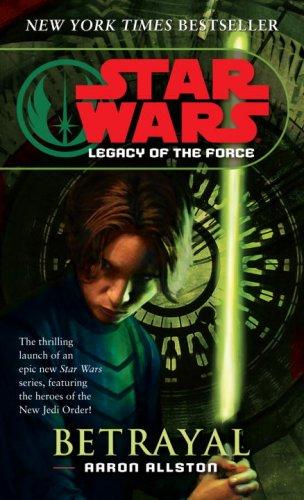 NEW YORK TIMES BESTSELLER
STAR
WARS
LEGACY OF THE FORCE
The thrilling
launch of an
epic new Star Wars
series, featuring
the heroes of the
New Jedi Order!
BETRAYAL
AARON ALLSTON